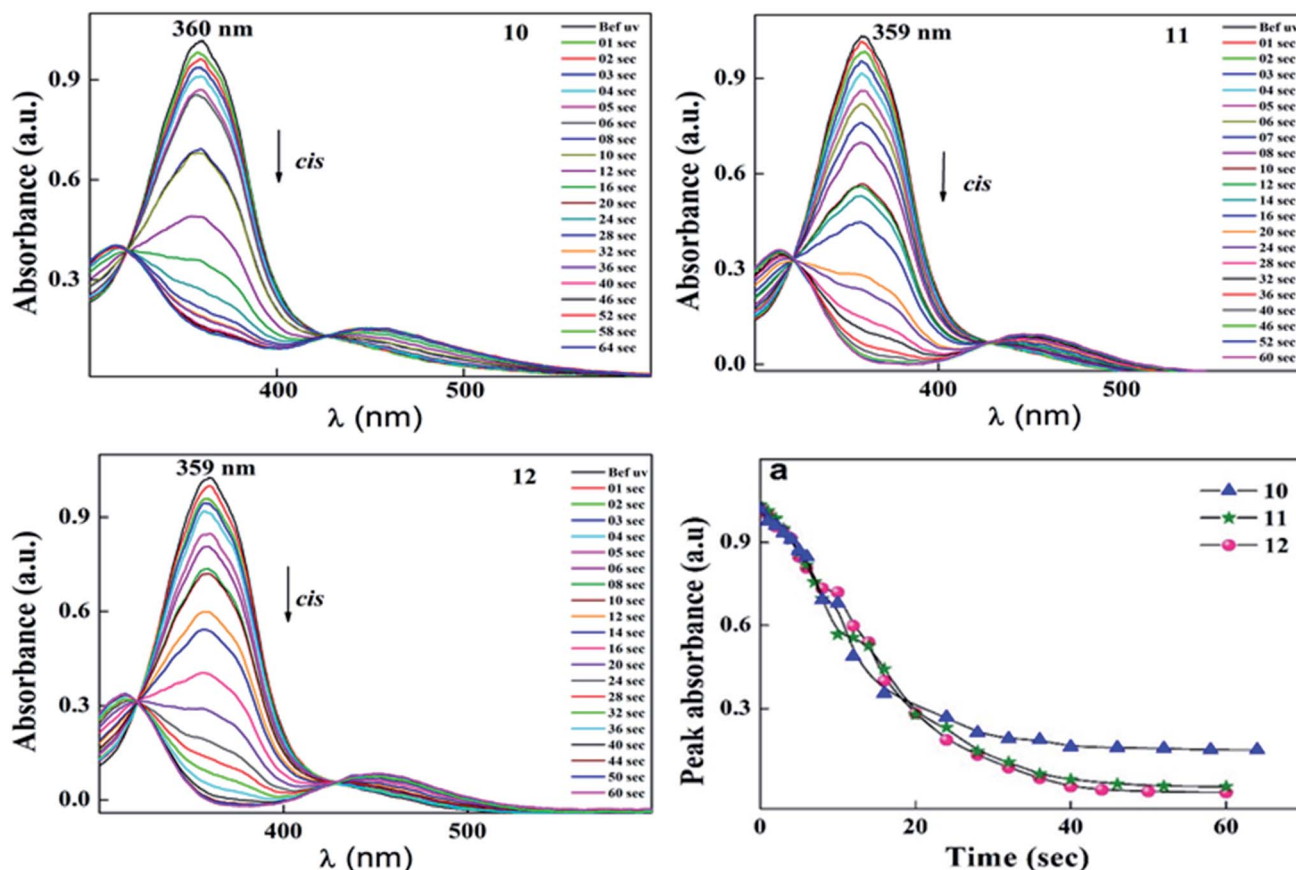 360 nm
10
Bef uv
01 sec
02 sec
03 sec
04 sec
05 sec
06 sec
08 sec
10 sec
12 sec
16 sec
20 sec
24 sec
28 sec
32 sec
36 sec
40 sec
46 sec
52 sec
58 sec
64 sec
cis
0.9
0.6
0.3
Absorbance (a.u.)
400
500
λ (nm)
359 nm
11
Bef uv
01 sec
02 sec
03 sec
04 sec
05 sec
06 sec
07 sec
08 sec
10 sec
12 sec
14 sec
16 sec
20 sec
24 sec
28 sec
32 sec
36 sec
40 sec
46 sec
52 sec
60 sec
cis
0.9
0.6
0.3
0.0
Absorbance (a.u.)
400
500
λ (nm)
359 nm
12
Bef uv
01 sec
02 sec
03 sec
04 sec
05 sec
06 sec
08 sec
10 sec
12 sec
14 sec
16 sec
20 sec
24 sec
28 sec
32 sec
36 sec
40 sec
44 sec
50 sec
60 sec
cis
0.9
0.6
0.3
0.0
Absorbance (a.u.)
400
500
λ (nm)
a
10
11
12
0.9
0.6
0.3
Peak absorbance (a.u)
0
20
40
60
Time (sec)